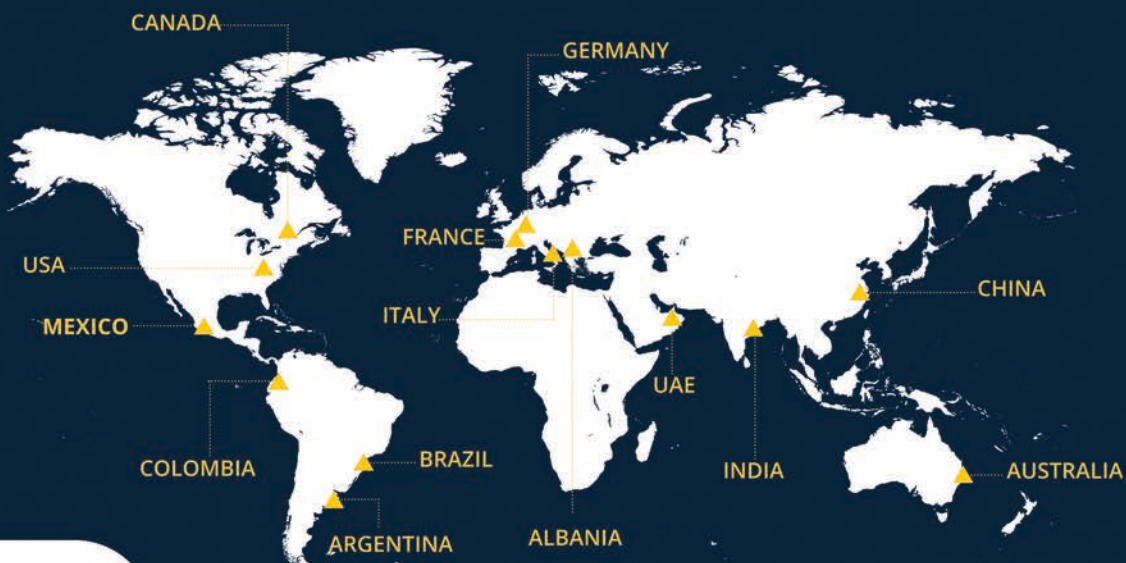 CANADA
GERMANY
FRANCE
USA
CHINA
ITALY
MEXICO
UAE
COLOMBIA
BRAZIL
INDIA
AUSTRALIA
ALBANIA
ARGENTINA